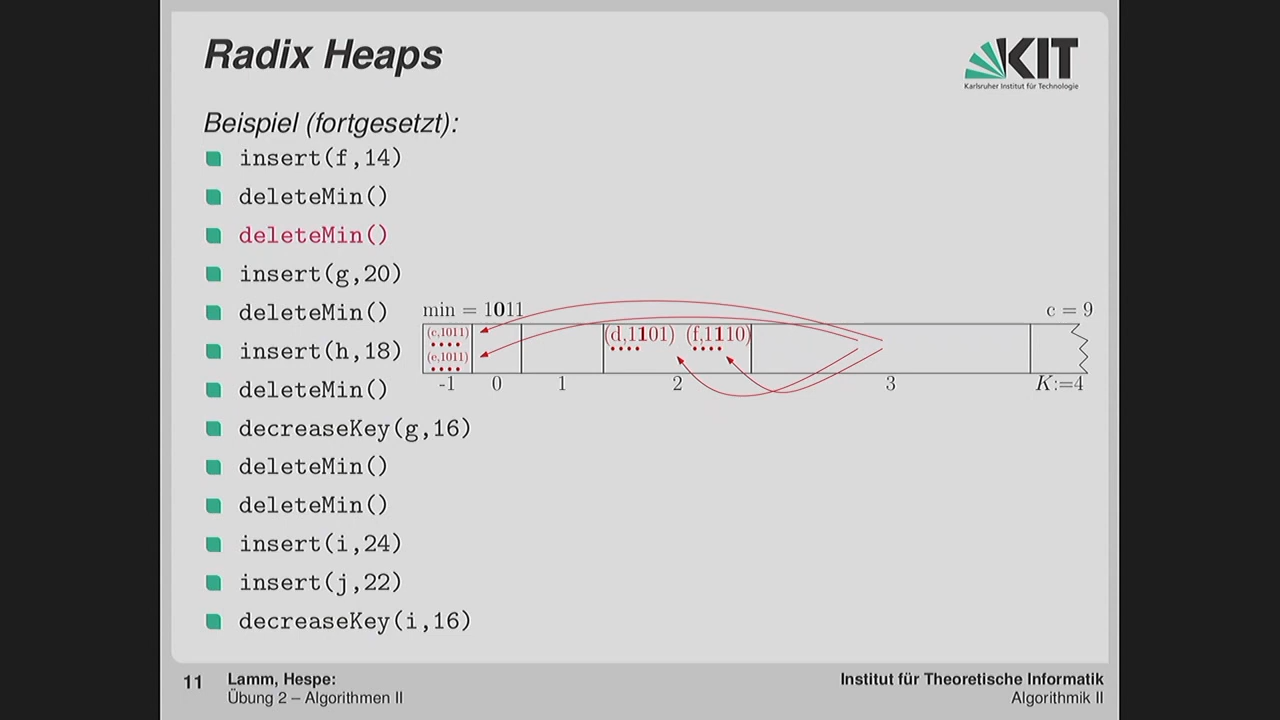 Radix Heaps
KIT
Karlsruher Institut für Technologie
Beispiel (fortgesetzt):
insert(f,14)
deleteMin()
deleteMin()
insert(g,20)
deleteMin()
insert(h,18)
deleteMin()
decreaseKey(g,16)
deleteMin()
deleteMin()
insert(i,24)
insert(j,22)
decreaseKey(i,16)
min = 1011
c = 9
(c,1011)
(e,1011)
(d,1101) (f,1110)
-1 0 1 2 3 K:=4
11
Lamm, Hespe:
Übung 2 – Algorithmen II
Institut für Theoretische Informatik
Algorithmik II